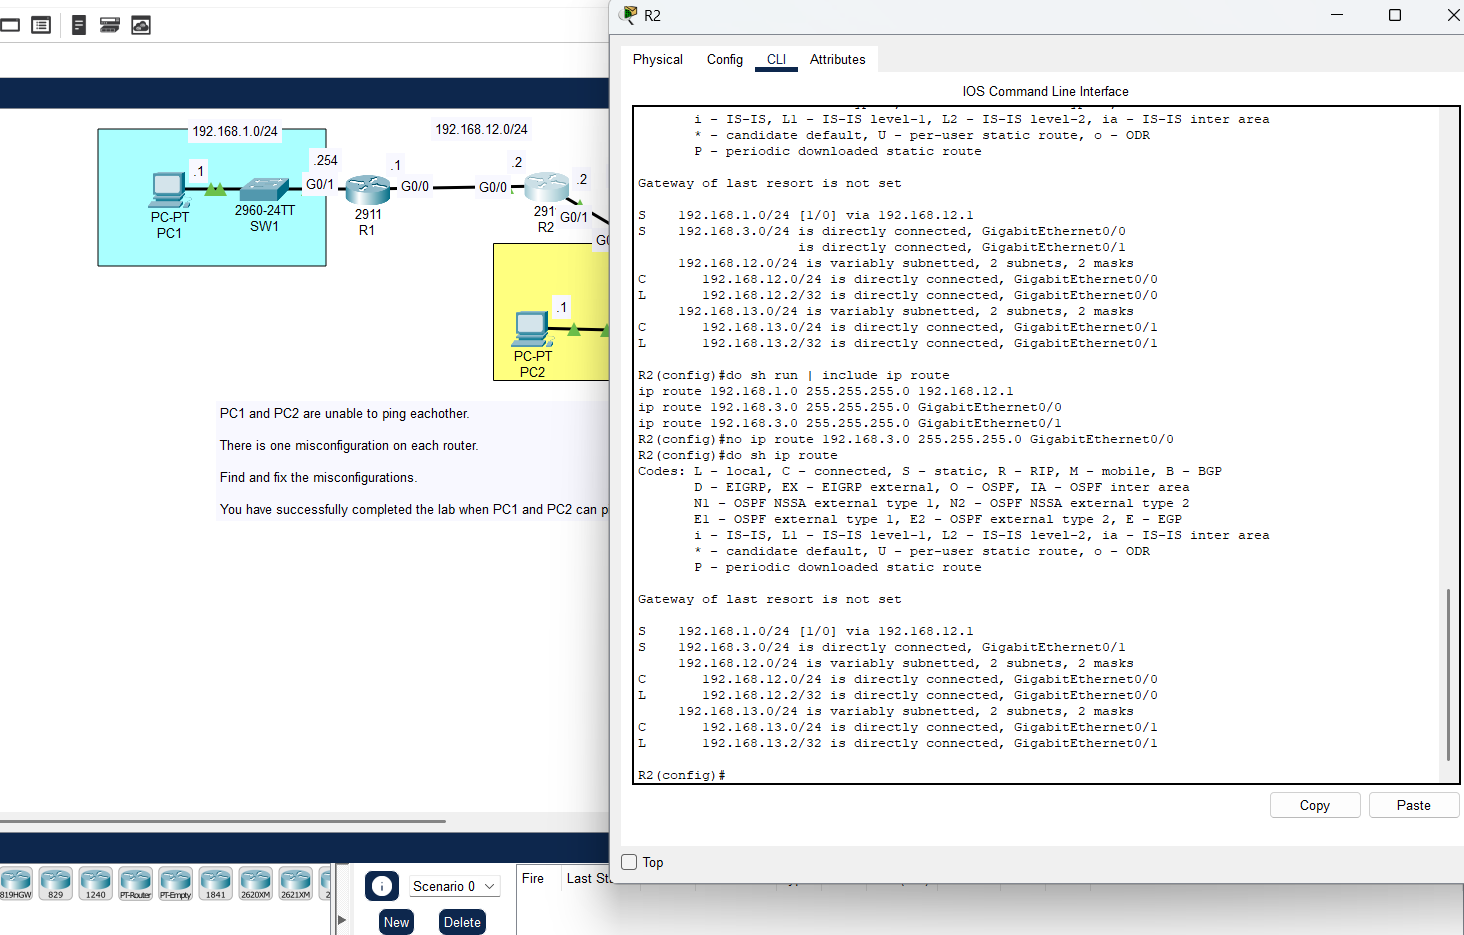 R2
Physical Config CLI Attributes
IOS Command Line Interface
i - IS-IS, L1 - IS-IS level-1, L2 - IS-IS level-2, ia - IS-IS inter area
* - candidate default, U - per-user static route, o - ODR
P - periodic downloaded static route
Gateway of last resort is not set
S 192.168.1.0/24 [1/0] via 192.168.12.1
S 192.168.3.0/24 is directly connected, GigabitEthernet0/0
is directly connected, GigabitEthernet0/1
192.168.12.0/24 is variably subnetted, 2 subnets, 2 masks
C 192.168.12.0/24 is directly connected, GigabitEthernet0/0
L 192.168.12.2/32 is directly connected, GigabitEthernet0/0
192.168.13.0/24 is variably subnetted, 2 subnets, 2 masks
C 192.168.13.0/24 is directly connected, GigabitEthernet0/1
L 192.168.13.2/32 is directly connected, GigabitEthernet0/1
R2(config)#do sh run | include ip route
ip route 192.168.1.0 255.255.255.0 192.168.12.1
ip route 192.168.3.0 255.255.255.0 GigabitEthernet0/0
ip route 192.168.3.0 255.255.255.0 GigabitEthernet0/1
R2(config)#no ip route 192.168.3.0 255.255.255.0 GigabitEthernet0/0
R2(config)#do sh ip route
Codes: L - local, C - connected, S - static, R - RIP, M - mobile, B - BGP
D - EIGRP, EX - EIGRP external, O - OSPF, IA - OSPF inter area
N1 - OSPF NSSA external type 1, N2 - OSPF NSSA external type 2
E1 - OSPF external type 1, E2 - OSPF external type 2, E - EGP
i - IS-IS, L1 - IS-IS level-1, L2 - IS-IS level-2, ia - IS-IS inter area
* - candidate default, U - per-user static route, o - ODR
P - periodic downloaded static route
Gateway of last resort is not set
S 192.168.1.0/24 [1/0] via 192.168.12.1
S 192.168.3.0/24 is directly connected, GigabitEthernet0/1
192.168.12.0/24 is variably subnetted, 2 subnets, 2 masks
C 192.168.12.0/24 is directly connected, GigabitEthernet0/0
L 192.168.12.2/32 is directly connected, GigabitEthernet0/0
192.168.13.0/24 is variably subnetted, 2 subnets, 2 masks
C 192.168.13.0/24 is directly connected, GigabitEthernet0/1
L 192.168.13.2/32 is directly connected, GigabitEthernet0/1
R2(config)#
Copy Paste
Top
192.168.1.0/24
192.168.12.0/24
.254
.1
.2
.1
G0/1
G0/0
G0/0
.2
2960-24TT
SW1
PC-PT
PC1
2911
R1
291
R2
G0/1
G
.1
PC-PT
PC2
PC1 and PC2 are unable to ping eachother.
There is one misconfiguration on each router.
Find and fix the misconfigurations.
You have successfully completed the lab when PC1 and PC2 can p
819HGW 829 1240 PT-Router PT-Empty 1841 2620XM 2621XM 2
Scenario 0
New Delete
Fire Last St